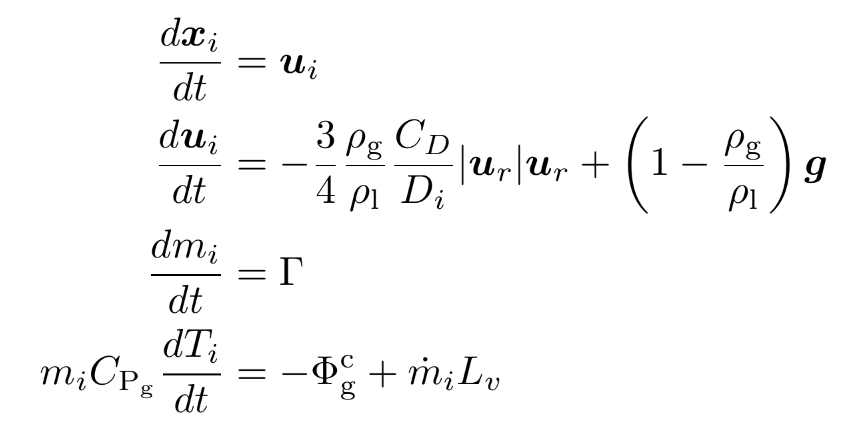 \frac{d\boldsymbol{x}_i}{dt} = \boldsymbol{u}_i
\frac{d\boldsymbol{u}_i}{dt} = -\frac{3}{4}\frac{\rho_{\mathrm{g}}}{\rho_{\mathrm{l}}}\frac{C_D}{D_i}|\boldsymbol{u}_r|\boldsymbol{u}_r + \left(1 - \frac{\rho_{\mathrm{g}}}{\rho_{\mathrm{l}}}\right)\boldsymbol{g}
\frac{dm_i}{dt} = \Gamma
m_i C_{\mathrm{P_g}}\frac{dT_i}{dt} = -\Phi_{\mathrm{g}}^{\mathrm{c}} + \dot{m}_i L_v